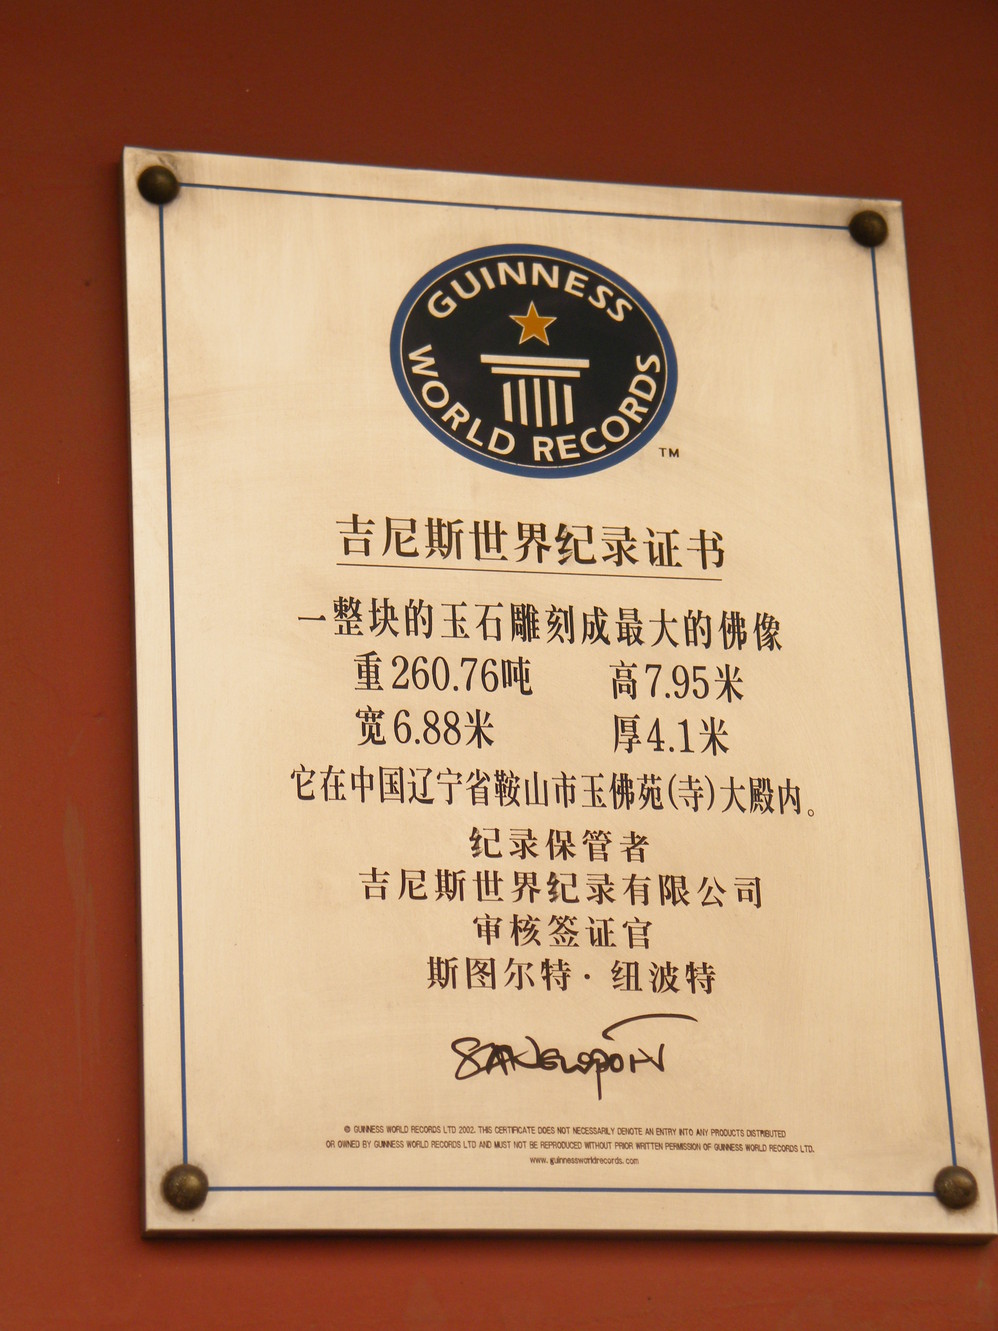 GUINNESS
WORLD RECORDS
TM
吉尼斯世界纪录证书
一整块的玉石雕刻成最大的佛像
重260.76吨 高7.95米
宽6.88米 厚4.1米
它在中国辽宁省鞍山市玉佛苑(寺)大殿内。
纪录保管者
吉尼斯世界纪录有限公司
审核签证官
斯图尔特·纽波特
© GUINNESS WORLD RECORDS LTD 2002. THIS CERTIFICATE DOES NOT NECESSARILY DENOTE AN ENTRY INTO ANY PRODUCTS DISTRIBUTED
OR OWNED BY GUINNESS WORLD RECORDS LTD AND MUST NOT BE REPRODUCED WITHOUT PRIOR WRITTEN PERMISSION OF GUINNESS WORLD RECORDS LTD.
www.guinnessworldrecords.com